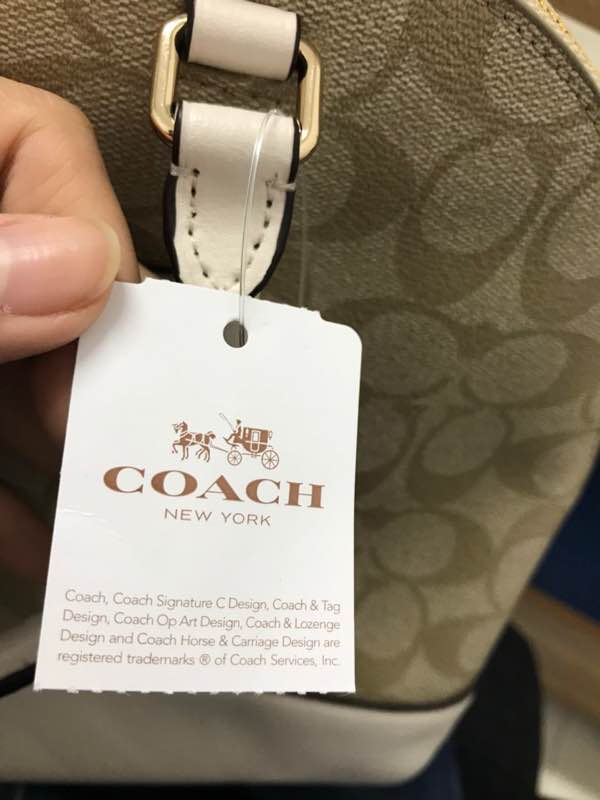 COACH
NEW YORK
Coach, Coach Signature C Design, Coach & Tag
Design, Coach Op Art Design, Coach & Lozenge
Design and Coach Horse & Carriage Design are
registered trademarks ® of Coach Services, Inc.